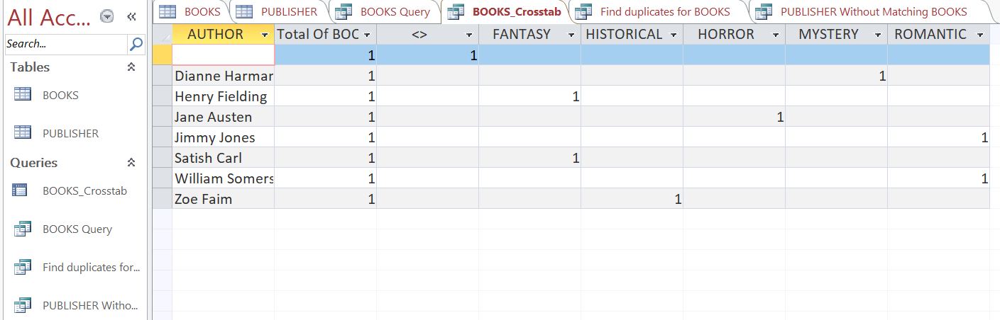 All Acc...
Search...
Tables
BOOKS
PUBLISHER
Queries
BOOKS_Crosstab
BOOKS Query
Find duplicates for...
PUBLISHER Witho...
BOOKS PUBLISHER BOOKS Query BOOKS_Crosstab Find duplicates for BOOKS PUBLISHER Without Matching BOOKS
AUTHOR Total Of BOC <> FANTASY HISTORICAL HORROR MYSTERY ROMANTIC
1 1
Dianne Harmar 1 1
Henry Fielding 1 1
Jane Austen 1 1
Jimmy Jones 1 1
Satish Carl 1 1
William Somers 1 1
Zoe Faim 1 1